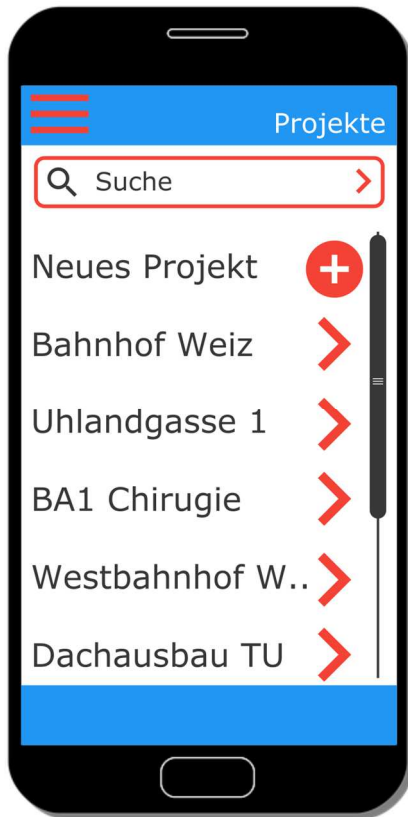 Projekte
Suche
Neues Projekt
Bahnhof Weiz
Uhlandgasse 1
BA1 Chirugie
Westbahnhof W..
Dachausbau TU